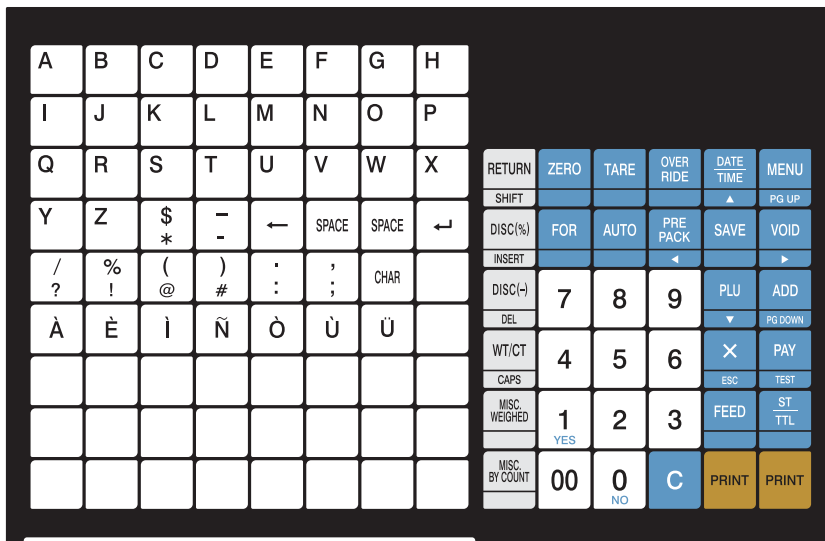 A B C D E F G H
I J K L M N O P
Q R S T U V W X
Y Z $ * – - ← SPACE SPACE ↵
/ ? % ! ( @ ) # . : , ; CHAR
À È Ì Ñ Ò Ù Ü
RETURN ZERO TARE OVER RIDE DATE TIME MENU
SHIFT ▲ PG UP
DISC(%) FOR AUTO PRE PACK SAVE VOID
INSERT ◀ ▶
DISC(–) 7 8 9 PLU ADD
DEL ▼ PG DOWN
WT/CT 4 5 6 × PAY
CAPS ESC TEST
MISC. WEIGHED 1 2 3 FEED ST TTL
YES
MISC. BY COUNT 00 0 C PRINT PRINT
NO